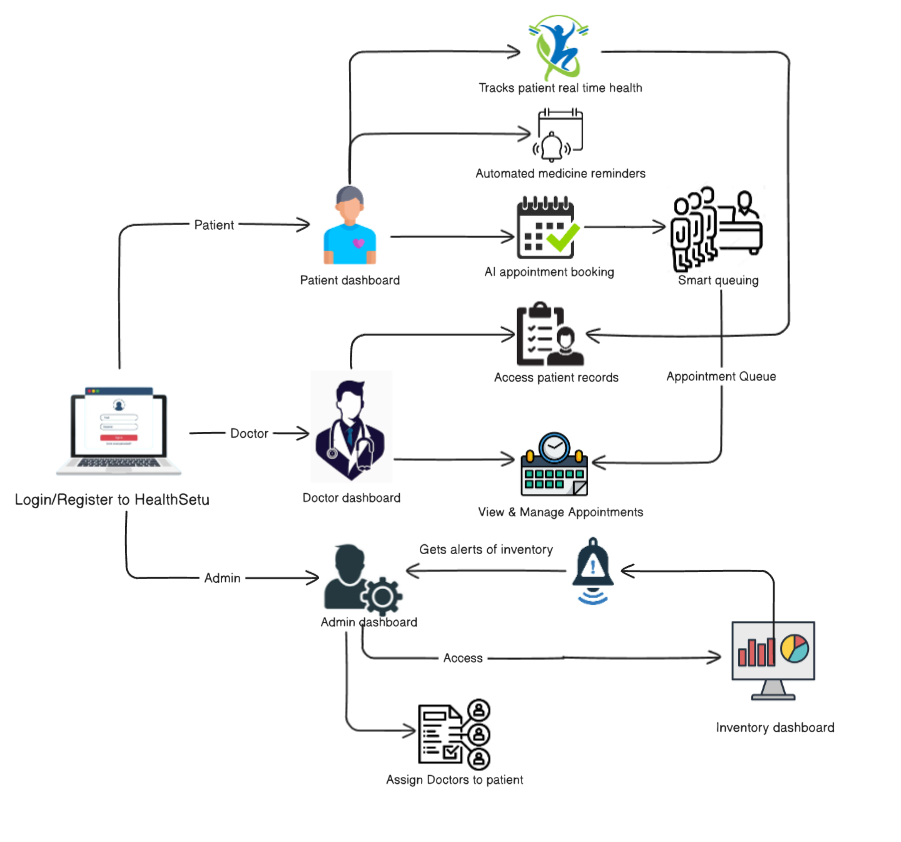 Tracks patient real time health
Automated medicine reminders
Patient
Patient dashboard
AI appointment booking
Smart queuing
Access patient records
Appointment Queue
Doctor
Doctor dashboard
Login/Register to HealthSetu
View & Manage Appointments
Gets alerts of inventory
Admin
Admin dashboard
Access
Inventory dashboard
Assign Doctors to patient